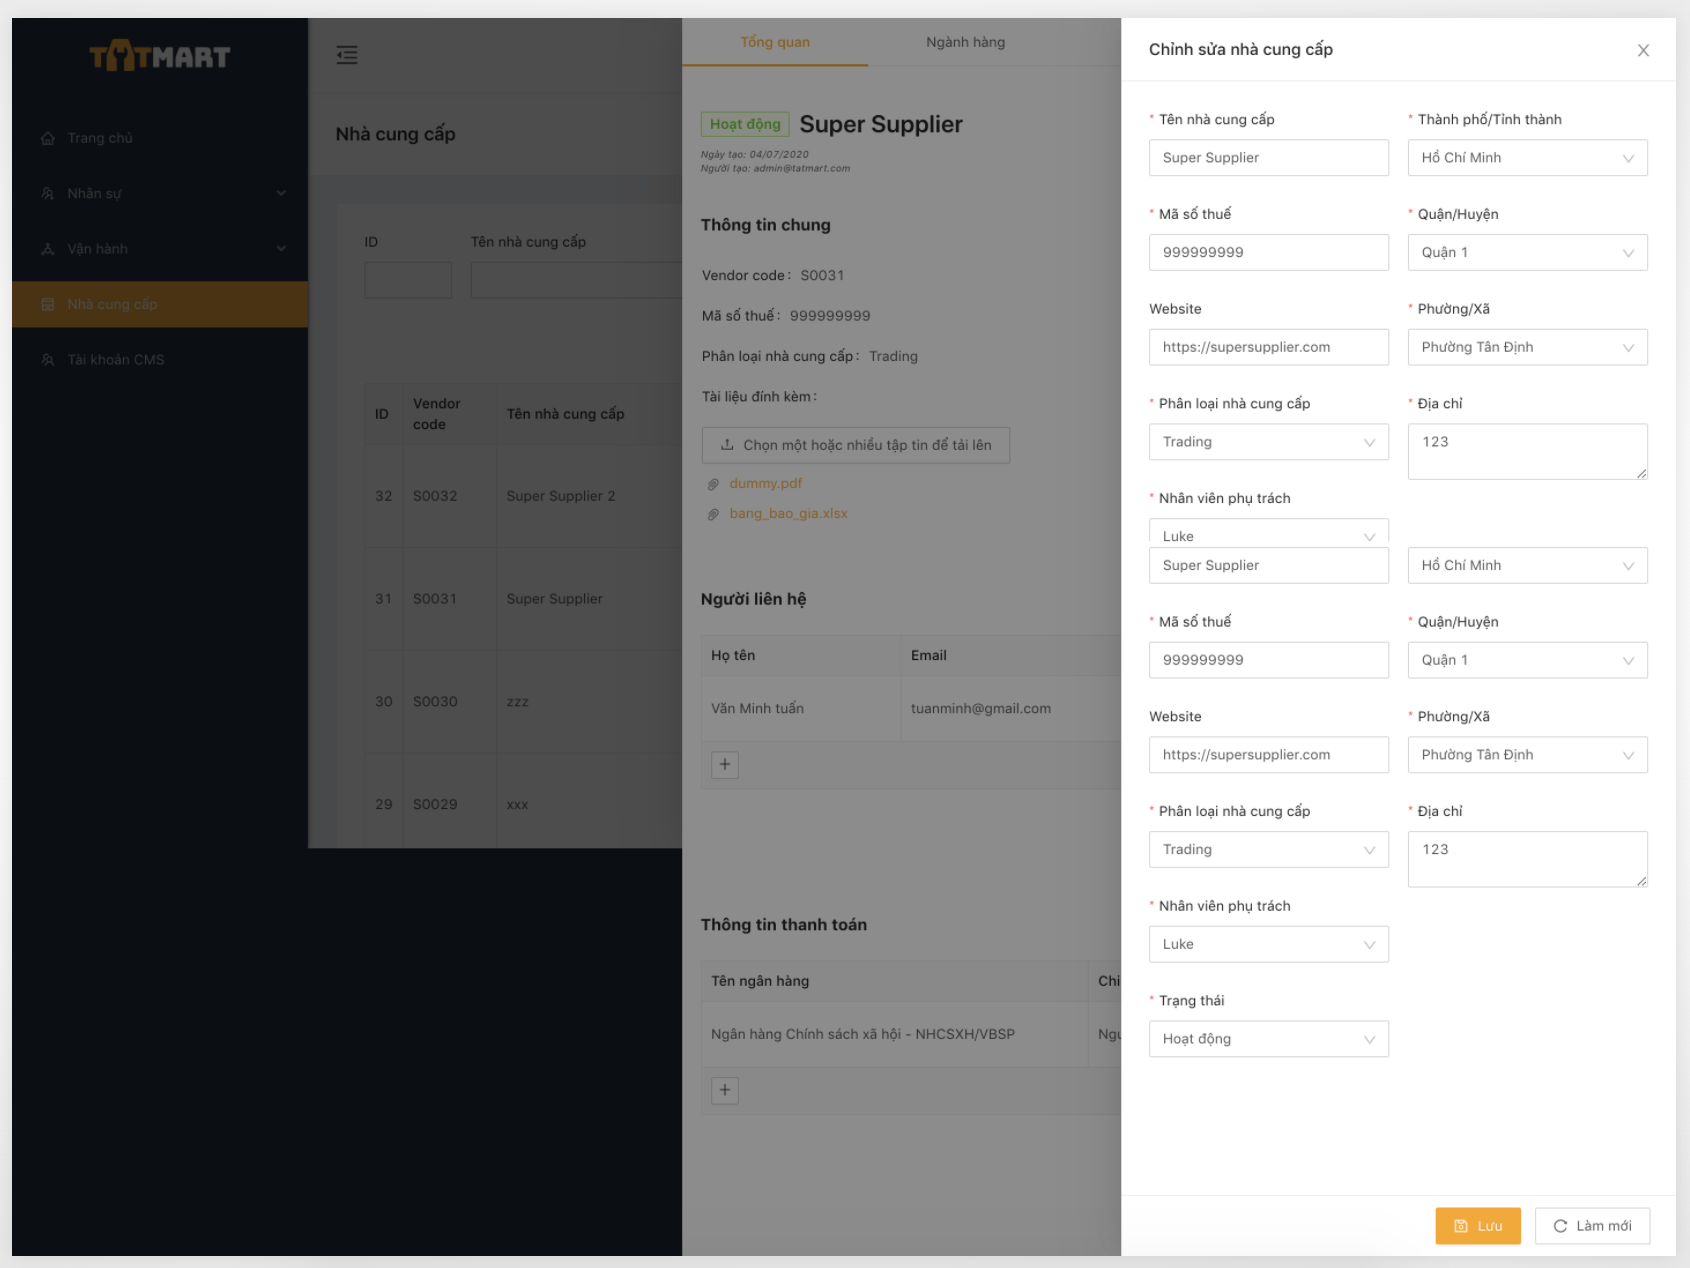 TATMART
Trang chủ
Nhân sự
Vận hành
Nhà cung cấp
Tài khoản CMS
Nhà cung cấp
ID
Tên nhà cung cấp
ID
Vendor code
Tên nhà cung cấp
32
S0032
Super Supplier 2
31
S0031
Super Supplier
30
S0030
zzz
29
S0029
xxx
Tổng quan
Ngành hàng
Hoạt động
Super Supplier
Ngày tạo: 04/07/2020
Người tạo: admin@tatmart.com
Thông tin chung
Vendor code: S0031
Mã số thuế: 999999999
Phân loại nhà cung cấp: Trading
Tài liệu đính kèm:
Chọn một hoặc nhiều tập tin để tải lên
dummy.pdf
bang_bao_gia.xlsx
Người liên hệ
Họ tên
Email
Văn Minh tuấn
tuanminh@gmail.com
+
Thông tin thanh toán
Tên ngân hàng
Chi
Ngân hàng Chính sách xã hội - NHCSXH/VBSP
Ngu
+
Chỉnh sửa nhà cung cấp
* Tên nhà cung cấp
* Thành phố/Tỉnh thành
Super Supplier
Hồ Chí Minh
* Mã số thuế
* Quận/Huyện
999999999
Quận 1
Website
* Phường/Xã
https://supersupplier.com
Phường Tân Định
* Phân loại nhà cung cấp
* Địa chỉ
Trading
123
* Nhân viên phụ trách
Luke
Super Supplier
Hồ Chí Minh
* Mã số thuế
* Quận/Huyện
999999999
Quận 1
Website
* Phường/Xã
https://supersupplier.com
Phường Tân Định
* Phân loại nhà cung cấp
* Địa chỉ
Trading
123
* Nhân viên phụ trách
Luke
* Trạng thái
Hoạt động
Lưu
Làm mới